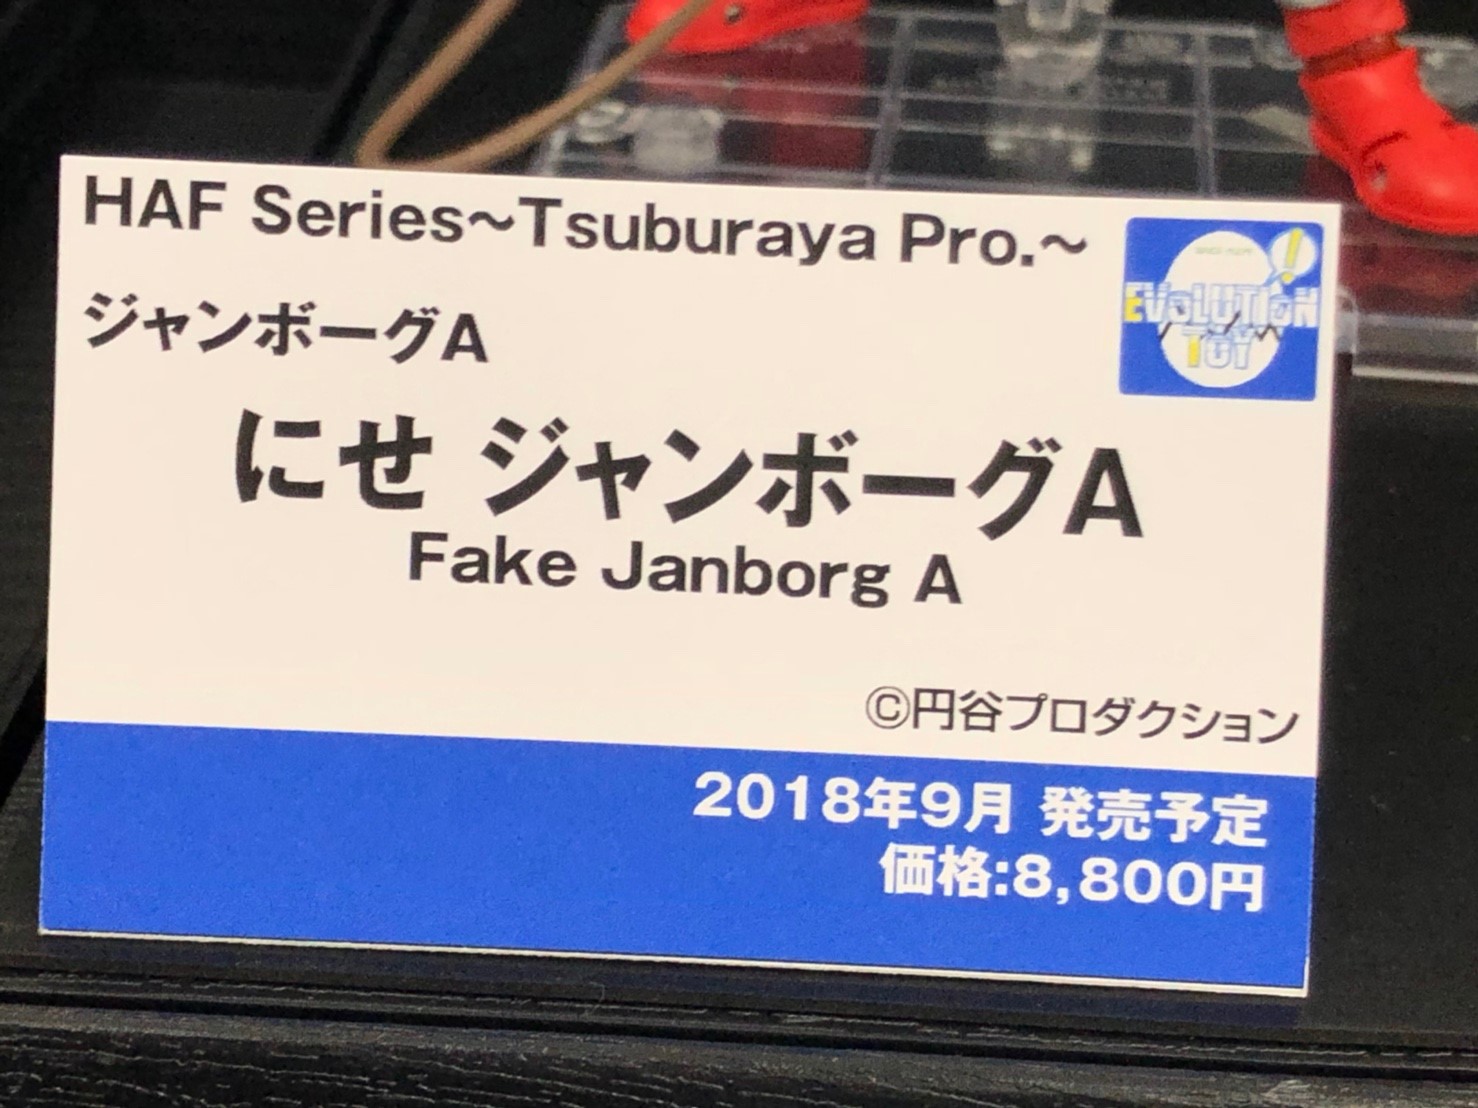 HAF Series~Tsuburaya Pro.~
EVOLUTION
TOY
ジャンボーグA
にせ ジャンボーグA
Fake Janborg A
©円谷プロダクション
2018年9月 発売予定
価格:8,800円